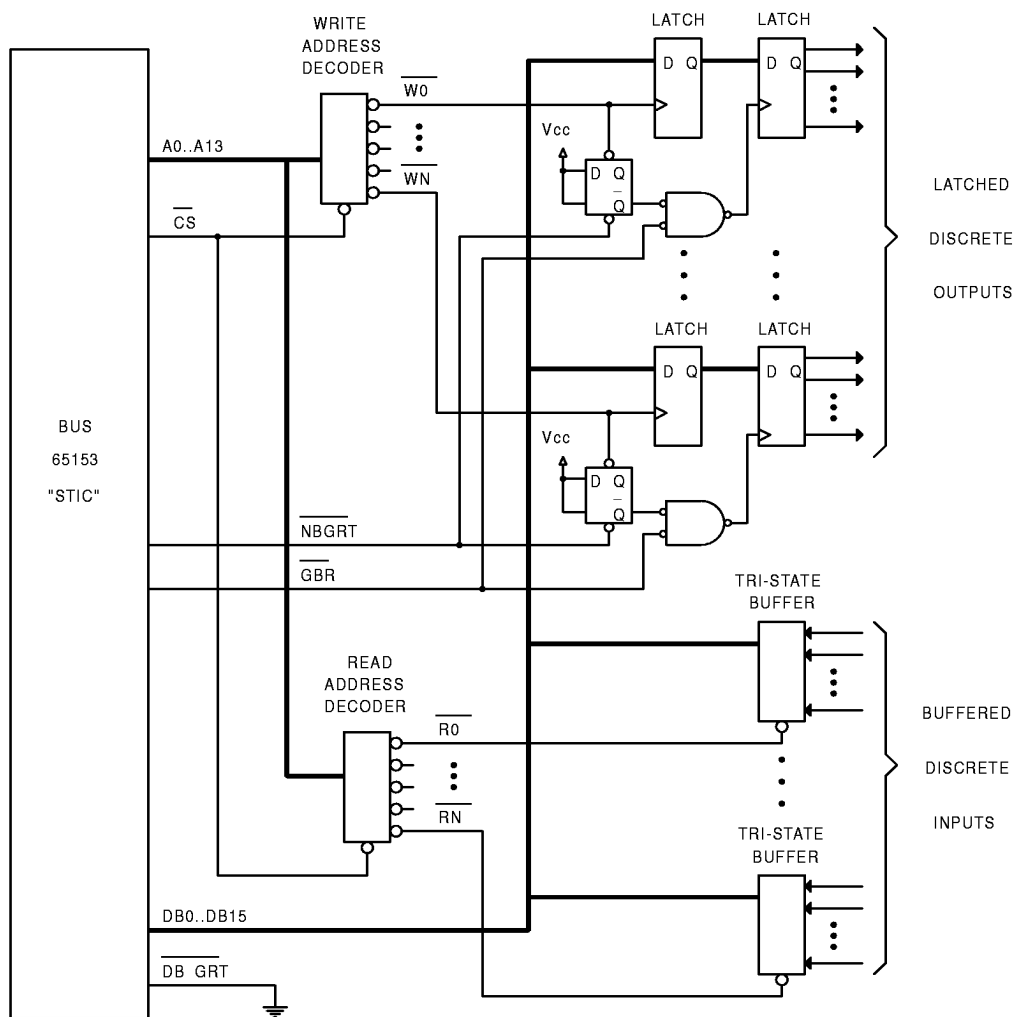 WRITE
ADDRESS
DECODER
LATCH
LATCH
W0
D Q
D Q
Vcc
A0..A13
WN
D Q
Q
CS
LATCHED
DISCRETE
OUTPUTS
LATCH
LATCH
D Q
D Q
BUS
65153
"STIC"
Vcc
D Q
Q
NBGRT
GBR
TRI-STATE
BUFFER
READ
ADDRESS
DECODER
R0
RN
BUFFERED
DISCRETE
INPUTS
TRI-STATE
BUFFER
DB0..DB15
DB GRT